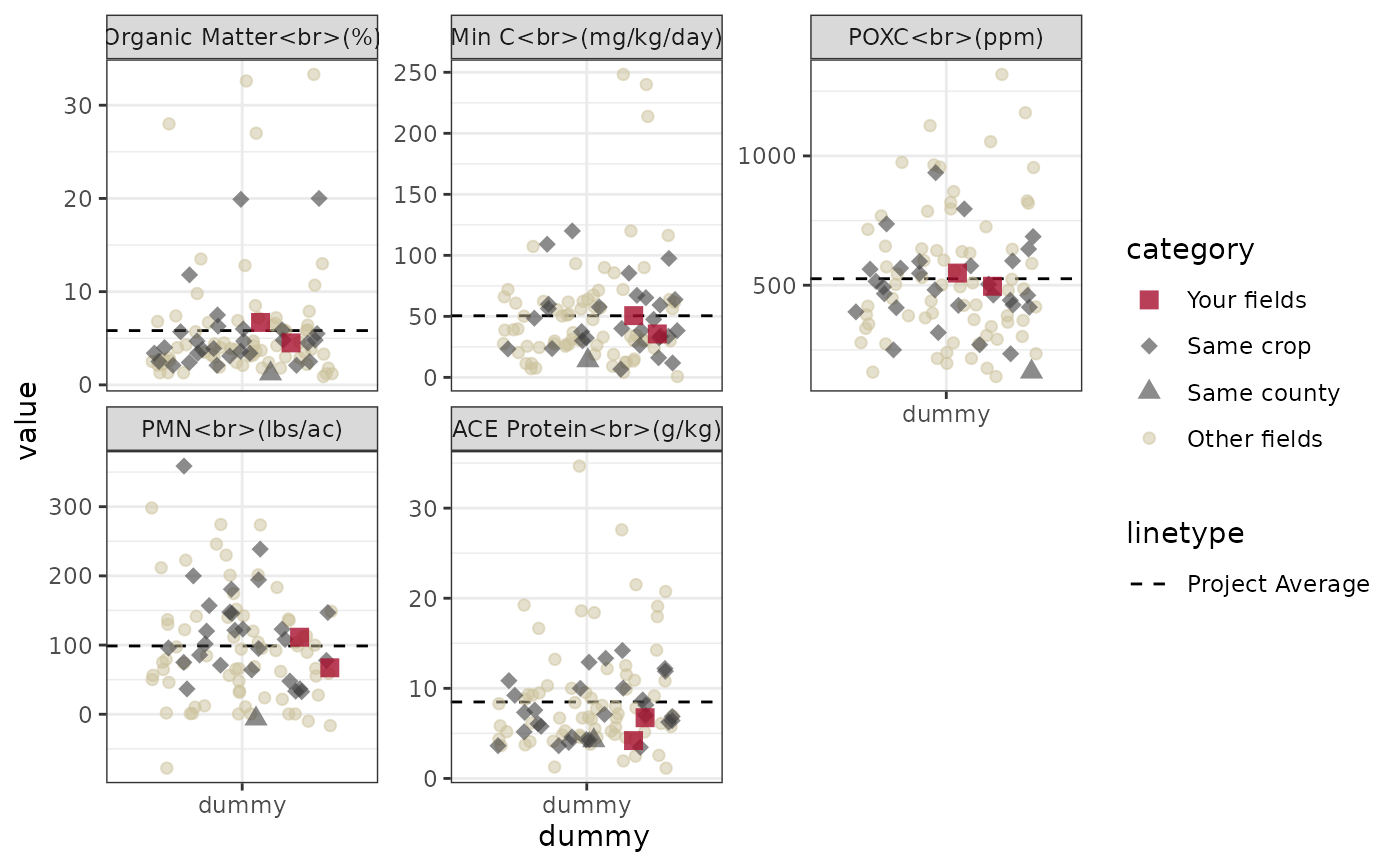 Organic Matter<br>(%)
Min C<br>(mg/kg/day)
POXC<br>(ppm)
30
20
10
0
250
200
150
100
50
0
1000
500
dummy
PMN<br>(lbs/ac)
ACE Protein<br>(g/kg)
300
200
100
0
30
20
10
0
dummy
dummy
dummy
value
category
Your fields
Same crop
Same county
Other fields
linetype
Project Average